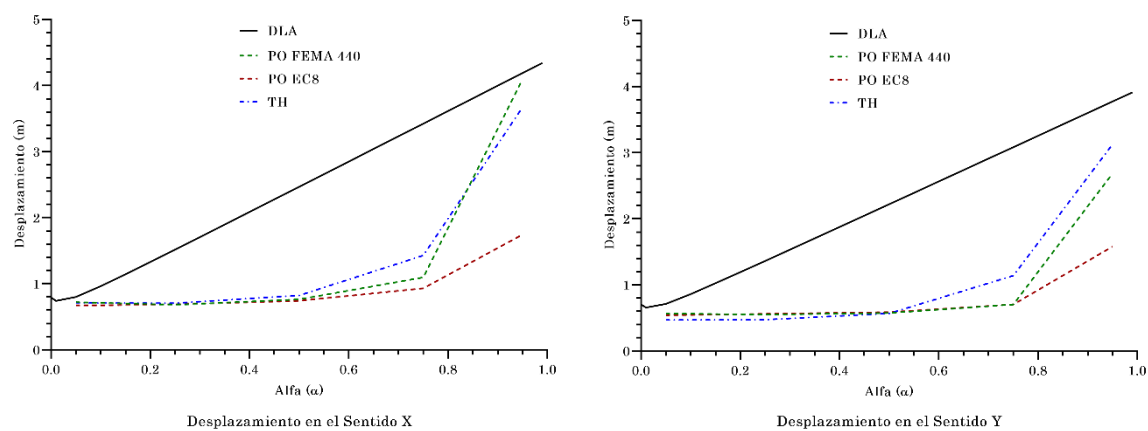 5
4
3
2
1
0
Desplazamiento (m)
DLA
PO FEMA 440
PO EC8
TH
0.0 0.2 0.4 0.6 0.8 1.0
Alfa (α)
Desplazamiento en el Sentido X
5
4
3
2
1
0
Desplazamiento (m)
DLA
PO FEMA 440
PO EC8
TH
0.0 0.2 0.4 0.6 0.8 1.0
Alfa (α)
Desplazamiento en el Sentido Y